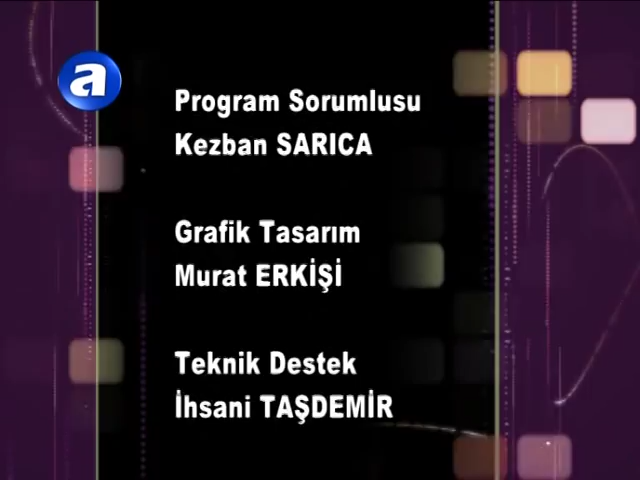 a
Program Sorumlusu
Kezban SARICA
Grafik Tasarım
Murat ERKİŞİ
Teknik Destek
İhsani TAŞDEMİR